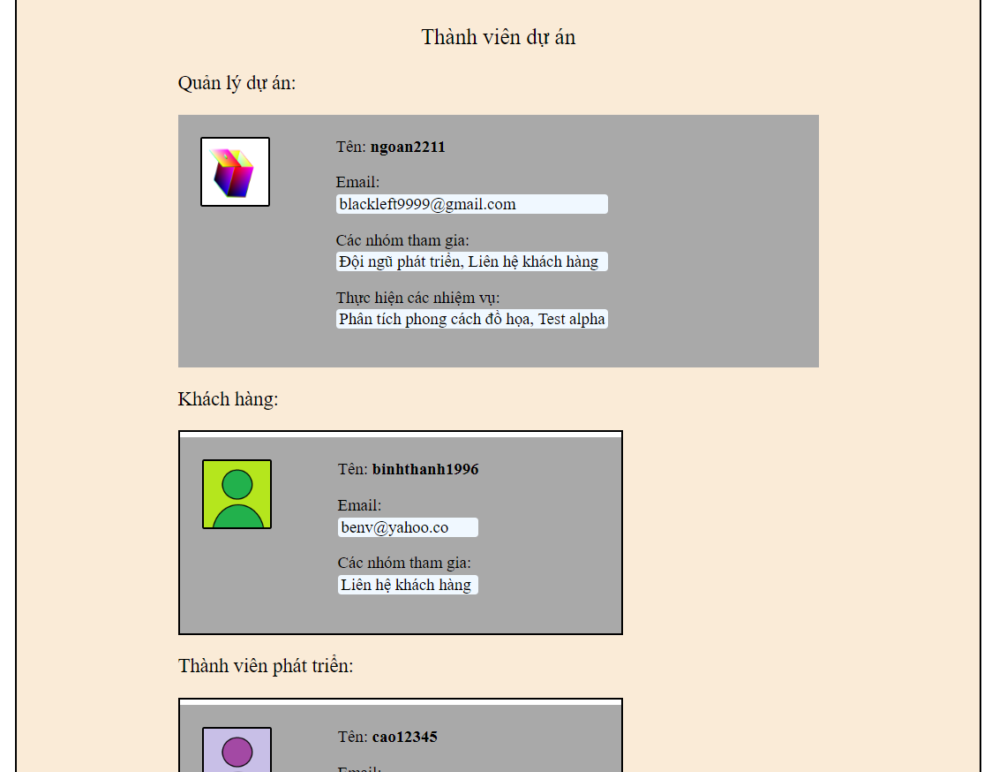 Thành viên dự án
Quản lý dự án:
Tên: ngoan2211
Email:
blackleft9999@gmail.com
Các nhóm tham gia:
Đội ngũ phát triển, Liên hệ khách hàng
Thực hiện các nhiệm vụ:
Phân tích phong cách đồ họa, Test alpha
Khách hàng:
Tên: binhthanh1996
Email:
benv@yahoo.co
Các nhóm tham gia:
Liên hệ khách hàng
Thành viên phát triển:
Tên: cao12345
Email: